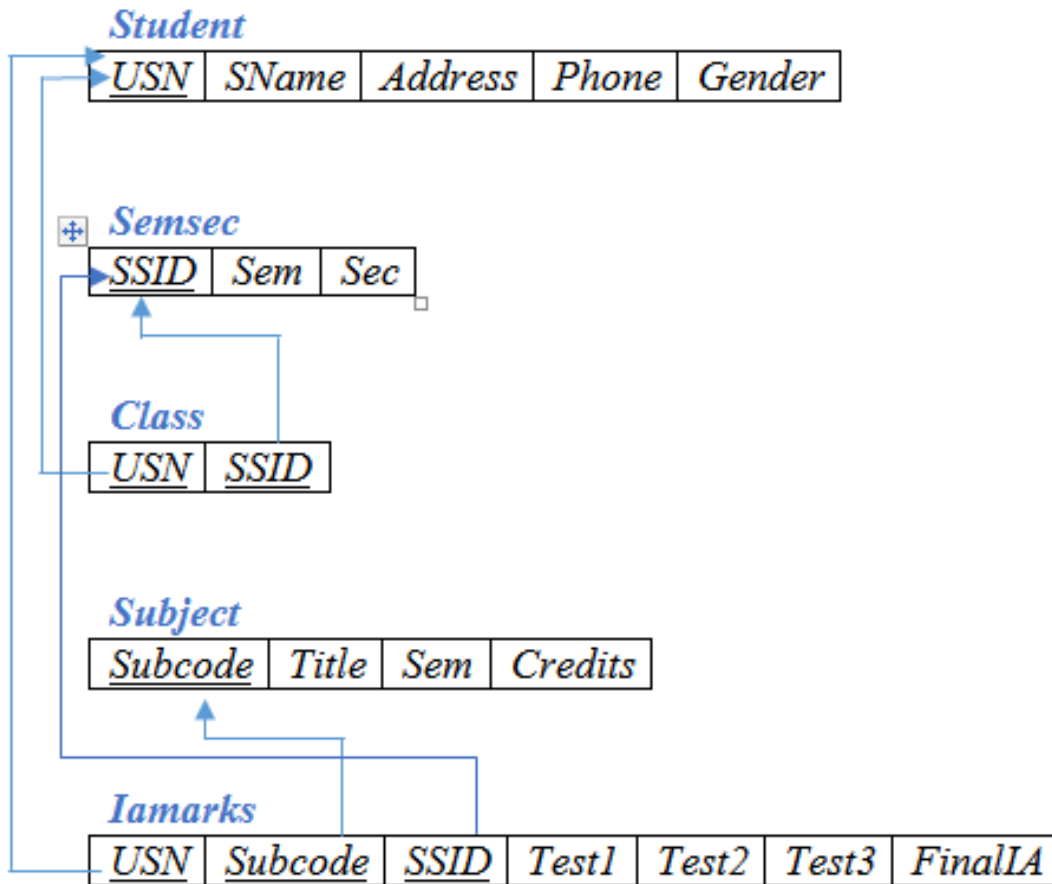 Student
USN SName Address Phone Gender
Semsec
SSID Sem Sec
Class
USN SSID
Subject
Subcode Title Sem Credits
Iamarks
USN Subcode SSID Test1 Test2 Test3 FinalIA